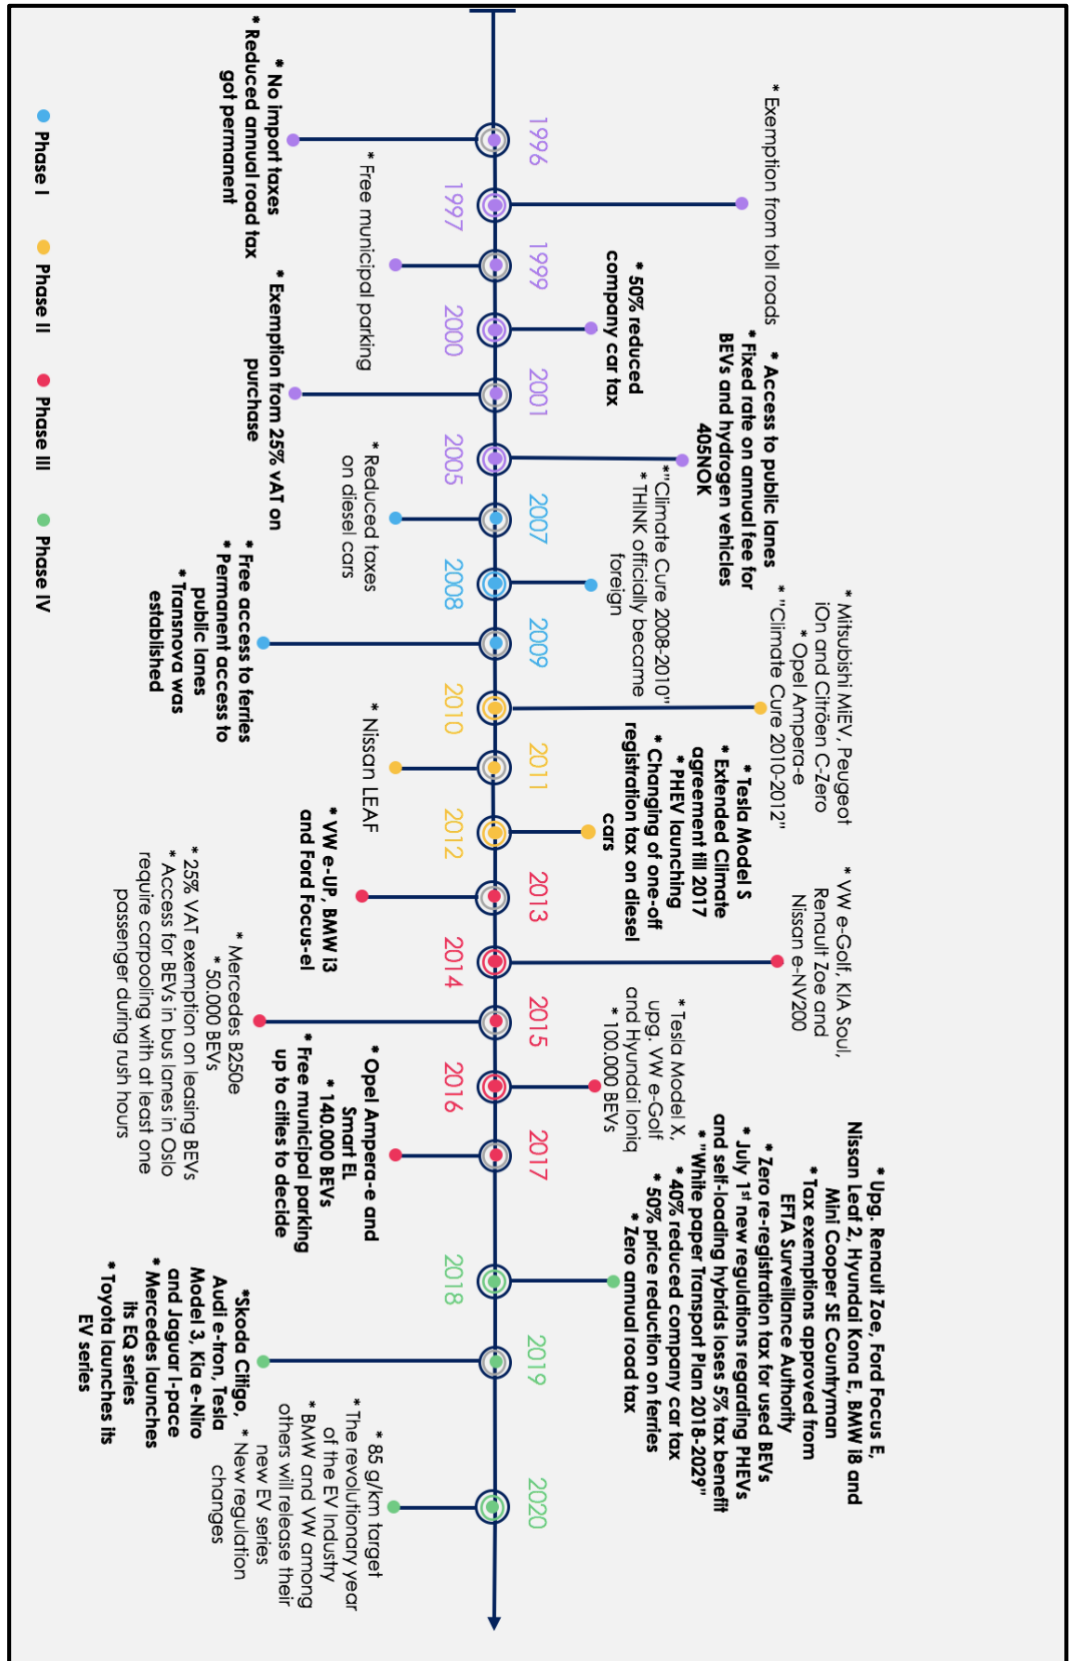 * Exemption from toll roads
* 50% reduced
company car tax
* Access to public lanes
* Fixed rate on annual fee for
BEVs and hydrogen vehicles
405NOK
*"Climate Cure 2008-2010"
* THINK officially became
foreign
* Mitsubishi MiEV, Peugeot
iOn and Citröen C-Zero
* Opel Ampera-e
* "Climate Cure 2010-2012"
* Tesla Model S
* Extended Climate
agreement till 2017
* PHEV launching
* Changing of one-off
registration tax on diesel
cars
* VW e-Golf, KIA Soul,
Renault Zoe and
Nissan e-NV200
* Tesla Model X,
upg. VW e-Golf
and Hyundai Ioniq
* 100.000 BEVs
* Upg. Renault Zoe, Ford Focus E,
Nissan Leaf 2, Hyundai Kona E, BMW i8 and
Mini Cooper SE Countryman
* Tax exemptions approved from
EFTA Surveillance Authority
* Zero re-registration tax for used BEVs
* July 1st new regulations regarding PHEVs
and self-loading hybrids loses 5% tax benefit
* "White paper Transport Plan 2018-2029"
* 40% reduced company car tax
* 50% price reduction on ferries
* Zero annual road tax
1996
1997
1999
2000
2001
2005
2007
2008
2009
2010
2011
2012
2013
2014
2015
2016
2017
2018
2019
2020
* No import taxes
* Reduced annual road tax
got permanent
* Free municipal parking
* Exemption from 25% vAT on
purchase
* Reduced taxes
on diesel cars
* Free access to ferries
* Permanent access to
public lanes
* Transnova was
established
* Nissan LEAF
* VW e-UP, BMW i3
and Ford Focus-el
* Mercedes B250e
* 50.000 BEVs
* 25% VAT exemption on leasing BEVs
* Access for BEVs in bus lanes in Oslo
require carpooling with at least one
passenger during rush hours
* Opel Ampera-e and
Smart EL
* 140.000 BEVs
* Free municipal parking
up to cities to decide
*Skoda Citigo,
Audi e-tron, Tesla
Model 3, Kia e-Niro
and Jaguar I-pace
* Mercedes launches
its EQ series
* Toyota launches its
EV series
* 85 g/km target
* The revolutionary year
of the EV Industry
* BMW and VW among
others will release their
new EV series
* New regulation
changes
Phase I
Phase II
Phase III
Phase IV